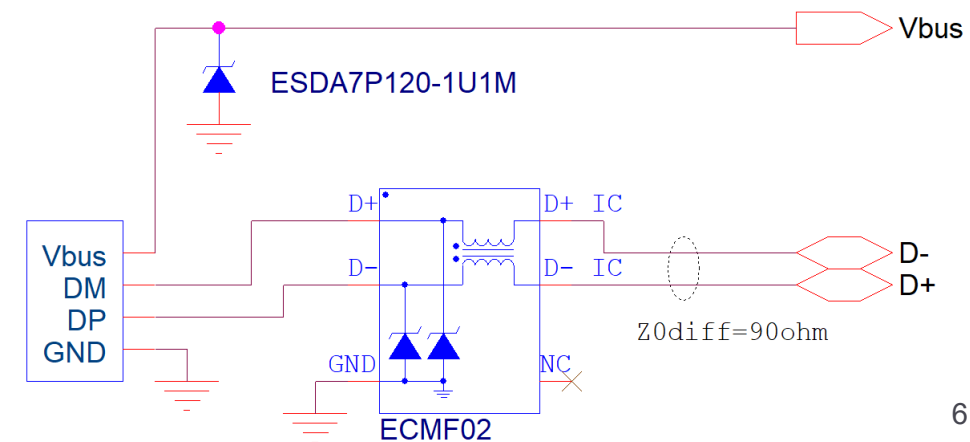 Vbus
ESDA7P120-1U1M
D+
D+ IC
Vbus
DM
DP
GND
D-
D- IC
D-
D+
Z0diff=90ohm
GND
NC
ECMF02
6